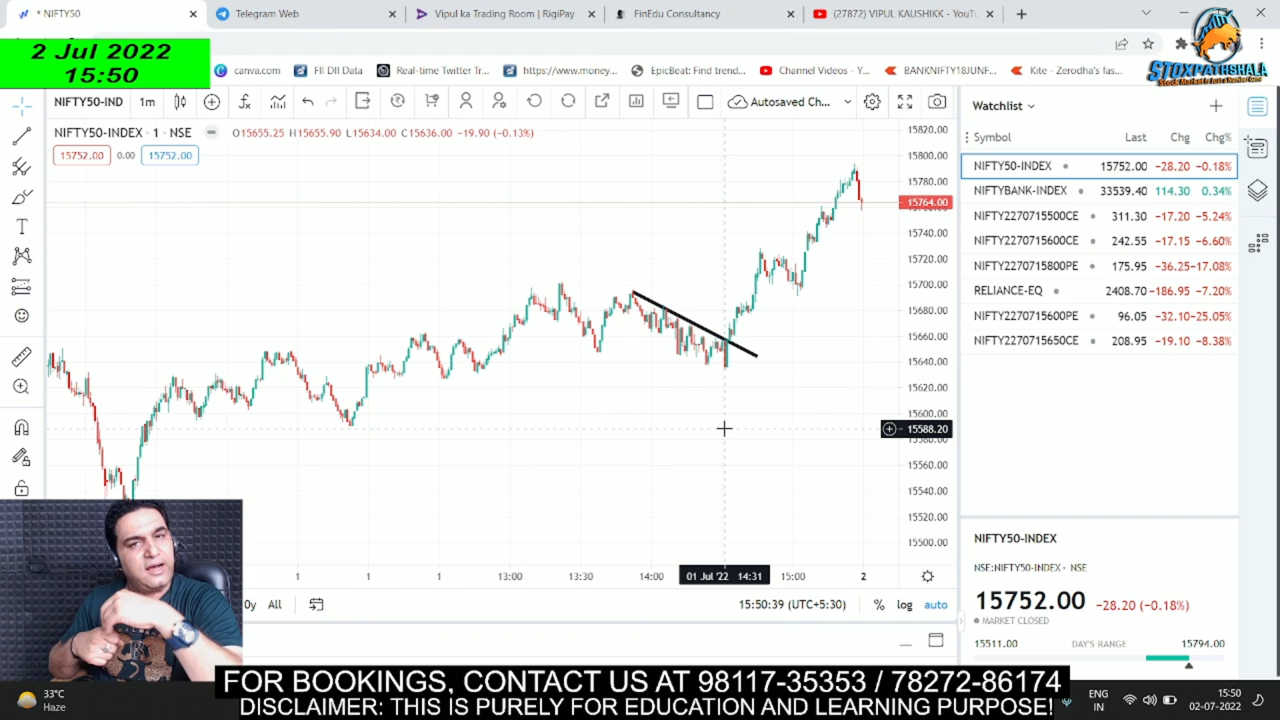 * NIFTY50
Telegram Web
Vipul ka Trading Room | RigiPay
FinEdu Consultancy
(27872) VIPUL KAUSHIKK - YouTu
2 Jul 2022
15:50
canva.com
FII DII Data
Real-time Twitter Tr...
https://www.money...
EpicBeat: Find trend...
Channel Videos - Y...
BANKNIFTY1!JUNF...
Kite - Zerodha's fas...
STOXPATHSHALA
NIFTY50-IND
1m
Autosaved Ch...
Watchlist
NIFTY50-INDEX · 1 · NSE
O15655.25 H15655.90 L15634.00 C15636.00 -19.90 (-0.13%)
15752.00 0.00 15752.00
Symbol Last Chg Chg%
NIFTY50-INDEX 15752.00 -28.20 -0.18%
NIFTYBANK-INDEX 33539.40 114.30 0.34%
NIFTY2270715500CE 311.30 -17.20 -5.24%
NIFTY2270715600CE 242.55 -17.15 -6.60%
NIFTY2270715800PE 175.95 -36.25 -17.08%
RELIANCE-EQ 2408.70 -186.95 -7.20%
NIFTY2270715600PE 96.05 -32.10 -25.05%
NIFTY2270715650CE 208.95 -19.10 -8.38%
15820.00
15800.00
15780.00
15764.00
15740.00
15720.00
15700.00
15680.00
15660.00
15640.00
15620.00
15600.00
15588.20
15580.00
15560.00
15540.00
15520.00
15500.00
1 1 1 13:00 13:30 14:00 01 Jul '22 14:31 15:00 2
0y All
15:50:39 (UTC+5:30) % log auto
NIFTY50-INDEX
NSE:NIFTY50-INDEX · NSE
15752.00 -28.20 (-0.18%)
MARKET CLOSED
15511.00 DAY'S RANGE 15794.00
FOR BOOKINGS, CONTACT US AT 98117-35353 / 78272-86174
DISCLAIMER: THIS IS PURELY FOR EDUCATION AND LEARNING PURPOSE!
33°C
Haze
ENG
IN
15:50
02-07-2022